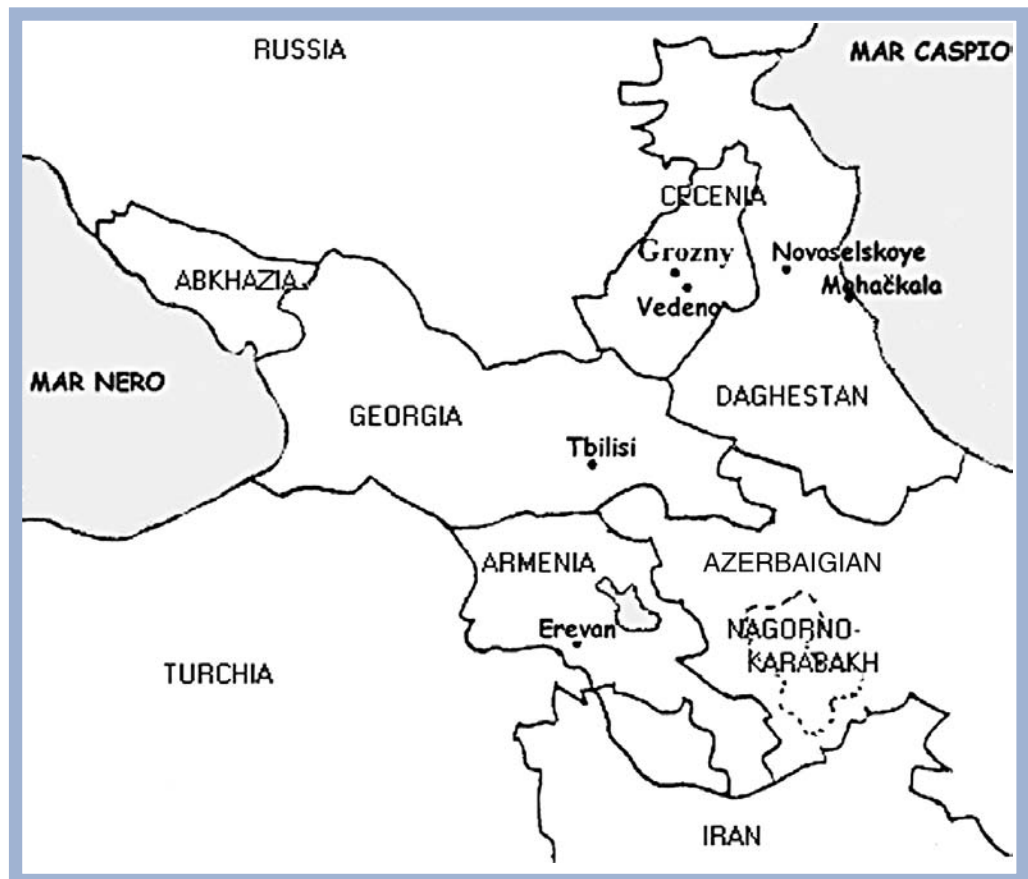 RUSSIA
MAR CASPIO
CECENIA
Grozny
Novoselskoye
Mohačkala
Vedeno
ABKHAZIA
MAR NERO
DAGHESTAN
GEORGIA
Tbilisi
ARMENIA
AZERBAIGIAN
NAGORNO-
KARABAKH
Erevan
TURCHIA
IRAN